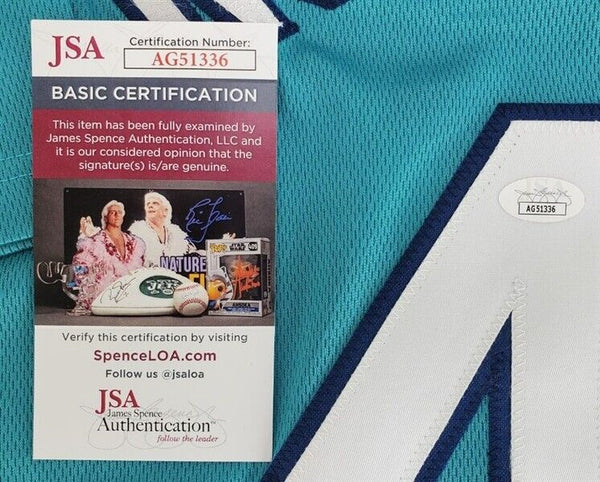 JSA
Certification Number:
AG51336
BASIC CERTIFICATION
This item has been fully examined by
James Spence Authentication, LLC and
it is our considered opinion that the
signature(s) is/are genuine.
NATURE
JETS
Verify this certification by visiting
SpenceLOA.com
Follow us @jsaloa
JSA
James Spence
Authentication™
follow the leader
AG51336